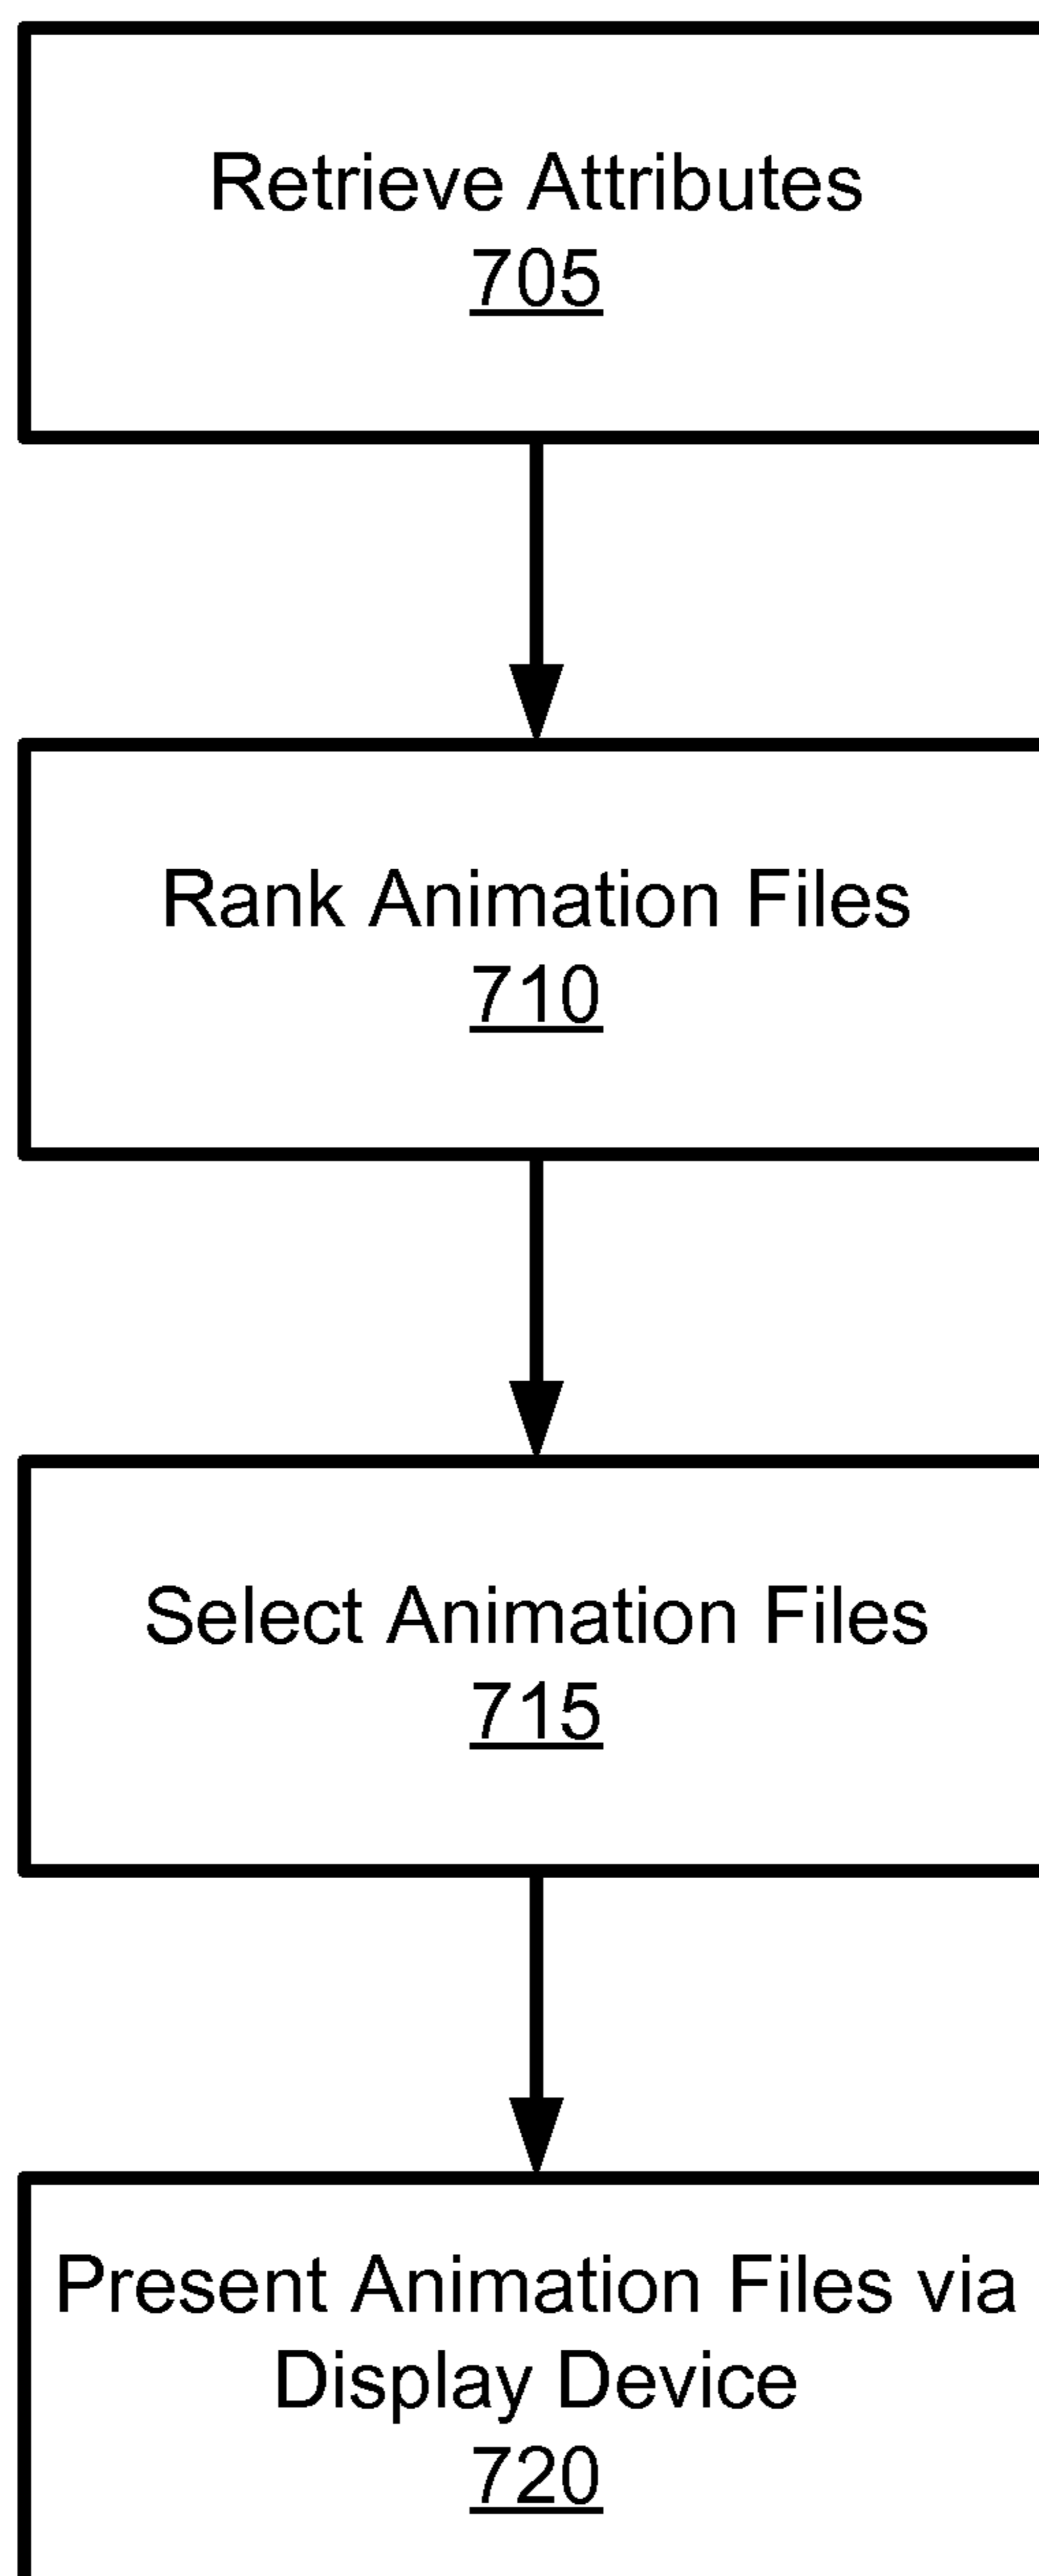 Retrieve Attributes
705
Rank Animation Files
710
Select Animation Files
715
Present Animation Files via
Display Device
720